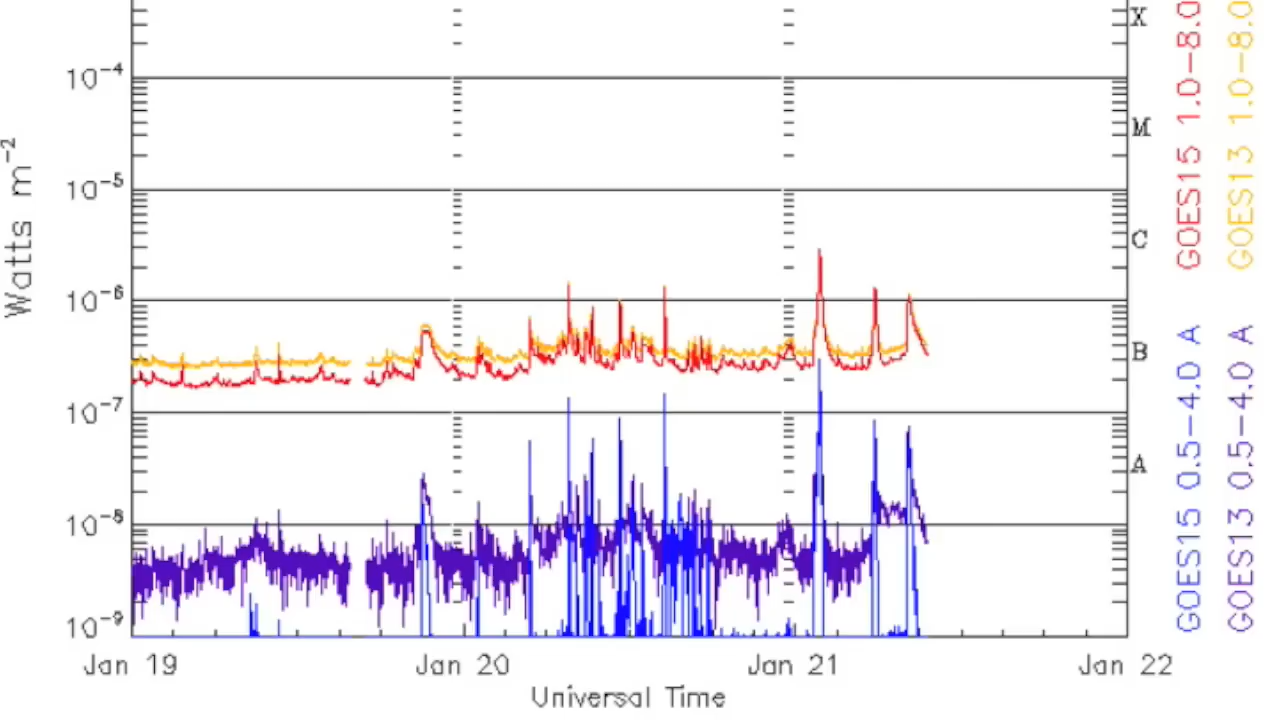 X
10⁻⁴
M
10⁻⁵
C
10⁻⁶
B
10⁻⁷
A
10⁻⁸
10⁻⁹
Watts m⁻²
Jan 19 Jan 20 Jan 21 Jan 22
Universal Time
GOES15 0.5-4.0 A GOES15 1.0-8.0
GOES13 0.5-4.0 A GOES13 1.0-8.0